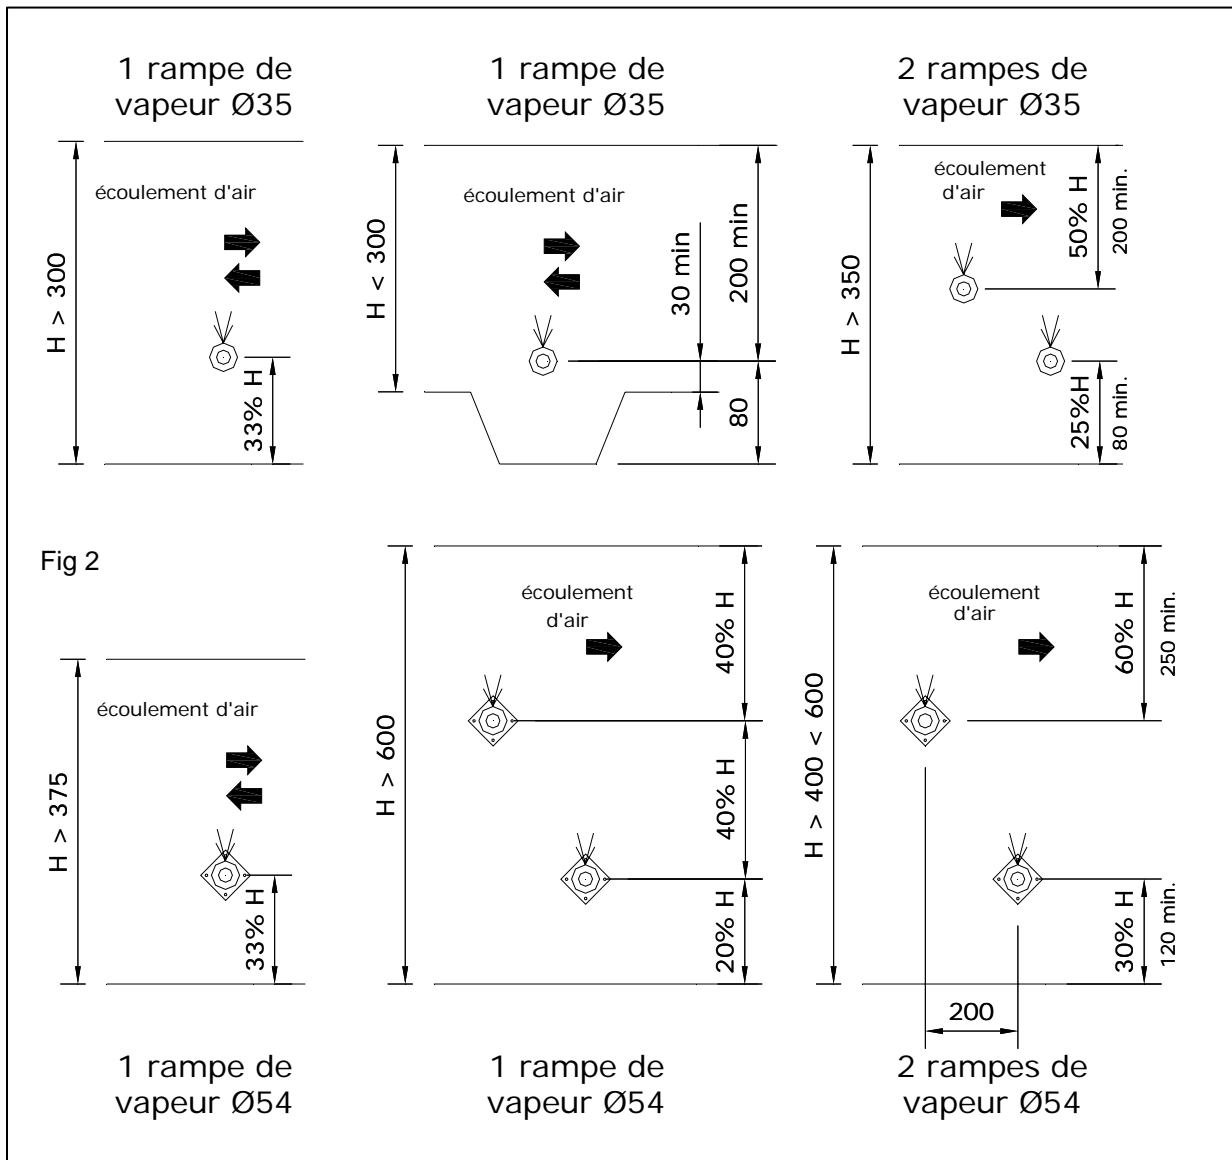 1 rampe de
vapeur Ø35
1 rampe de
vapeur Ø35
2 rampes de
vapeur Ø35
H > 300
écoulement d'air
33% H
H < 300
écoulement d'air
30 min
200 min
80
H > 350
écoulement
d'air
50% H
200 min.
25%H
80 min.
Fig 2
H > 375
écoulement d'air
33% H
H > 600
écoulement
d'air
40% H
40% H
20% H
H > 400 < 600
écoulement
d'air
60% H
250 min.
30% H
120 min.
200
1 rampe de
vapeur Ø54
1 rampe de
vapeur Ø54
2 rampes de
vapeur Ø54